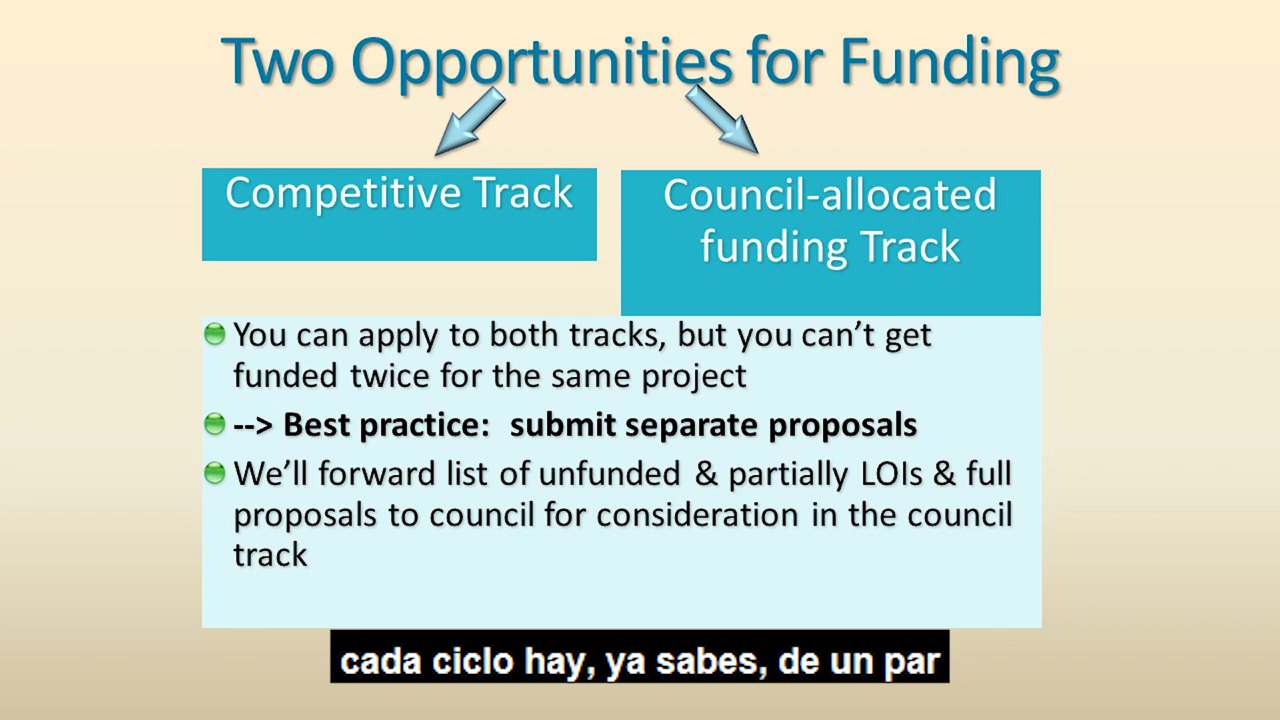 Two Opportunities for Funding
Competitive Track
Council-allocated
funding Track
You can apply to both tracks, but you can't get
funded twice for the same project
--> Best practice:  submit separate proposals
We'll forward list of unfunded & partially LOIs & full
proposals to council for consideration in the council
track
cada ciclo hay, ya sabes, de un par